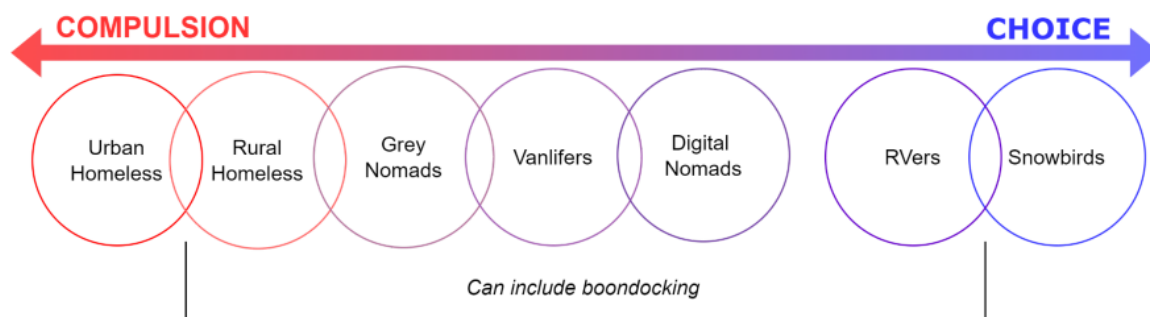 COMPULSION
CHOICE
Urban
Homeless
Rural
Homeless
Grey
Nomads
Vanlifers
Digital
Nomads
RVers
Snowbirds
Can include boondocking